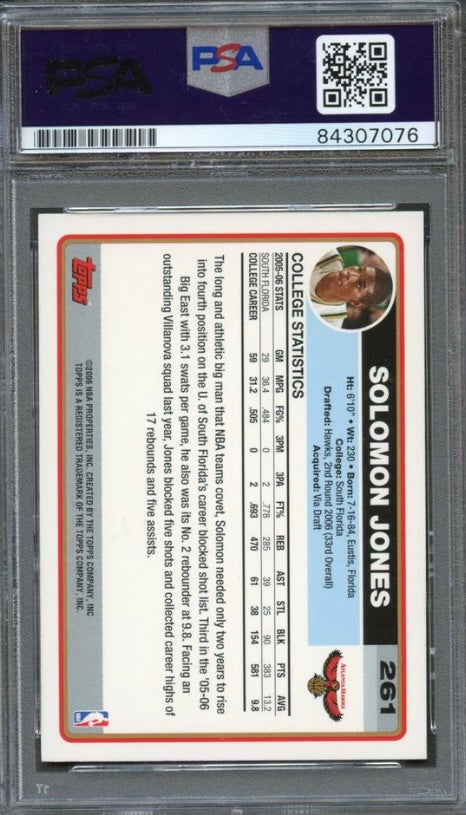 PSA
PSA
84307076
SOLOMON JONES
261
Ht: 6'10" • Wt: 230 • Born: 7-16-84, Eustis, Florida
College: South Florida
Drafted: Hawks, 2nd Round 2006 (33rd Overall)
Acquired: Via Draft
ATLANTA HAWKS
COLLEGE STATISTICS
2005-06 STATS GM MPG FG% 3PM 3PA FT% REB AST STL BLK PTS AVG
SOUTH FLORIDA 29 36.4 .484 0 2 .778 285 39 25 90 383 13.2
COLLEGE CAREER 59 31.2 .505 0 2 .693 470 61 38 154 581 9.8
The long and athletic big man that NBA teams covet, Solomon needed only two years to rise
into fourth position on the U. of South Florida's career blocked shot list. Third in the '05-06
Big East with 3.1 swats per game, he also was its No. 2 rebounder at 9.8. Facing an
outstanding Villanova squad last year, Jones blocked five shots and collected career highs of
17 rebounds and five assists.
Topps
©2006 NBA PROPERTIES, INC. CREATED BY THE TOPPS COMPANY, INC
TOPPS IS A REGISTERED TRADEMARK OF THE TOPPS COMPANY, INC.